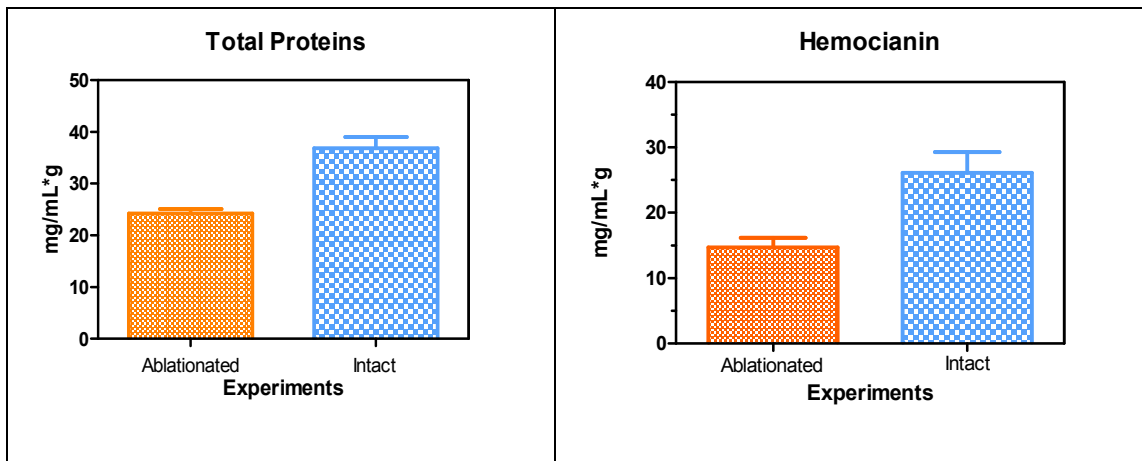 Total Proteins
50
40
30
20
10
0
mg/mL*g
Ablationated Intact
Experiments
Hemocianin
40
30
20
10
0
mg/mL*g
Ablationated Intact
Experiments